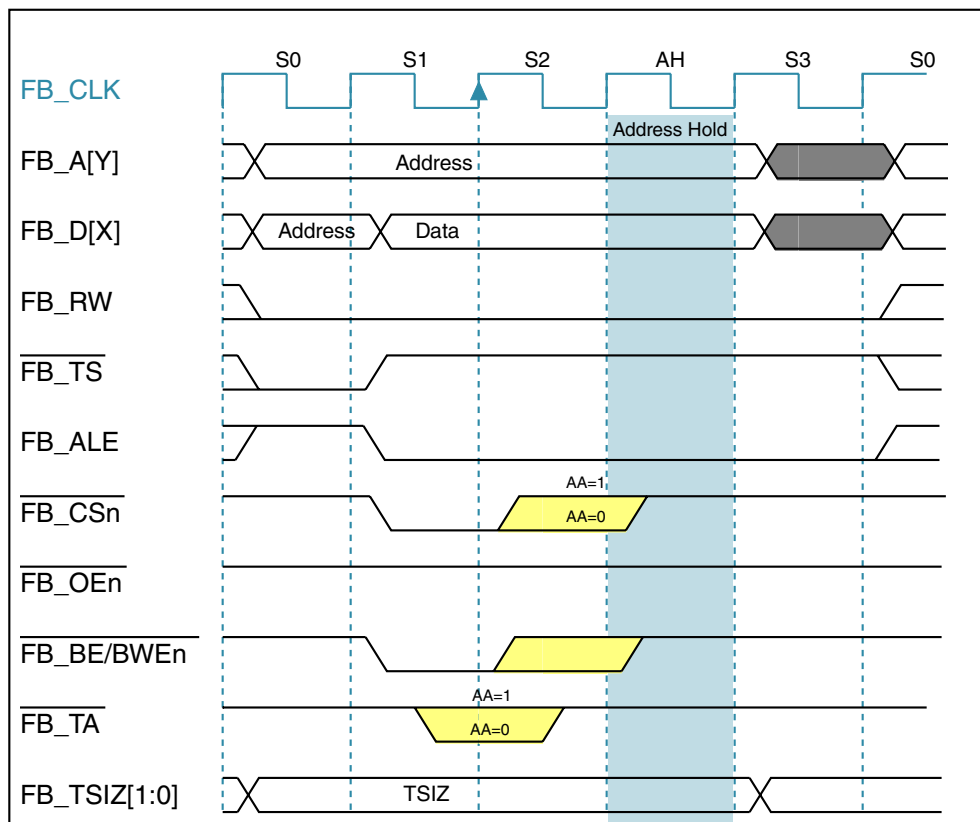 S0 S1 S2 AH S3 S0
FB_CLK
Address Hold
FB_A[Y] Address
FB_D[X] Address Data
FB_RW
FB_TS
FB_ALE
AA=1
FB_CSn AA=0
FB_OEn
FB_BE/BWEn
AA=1
FB_TA AA=0
FB_TSIZ[1:0] TSIZ